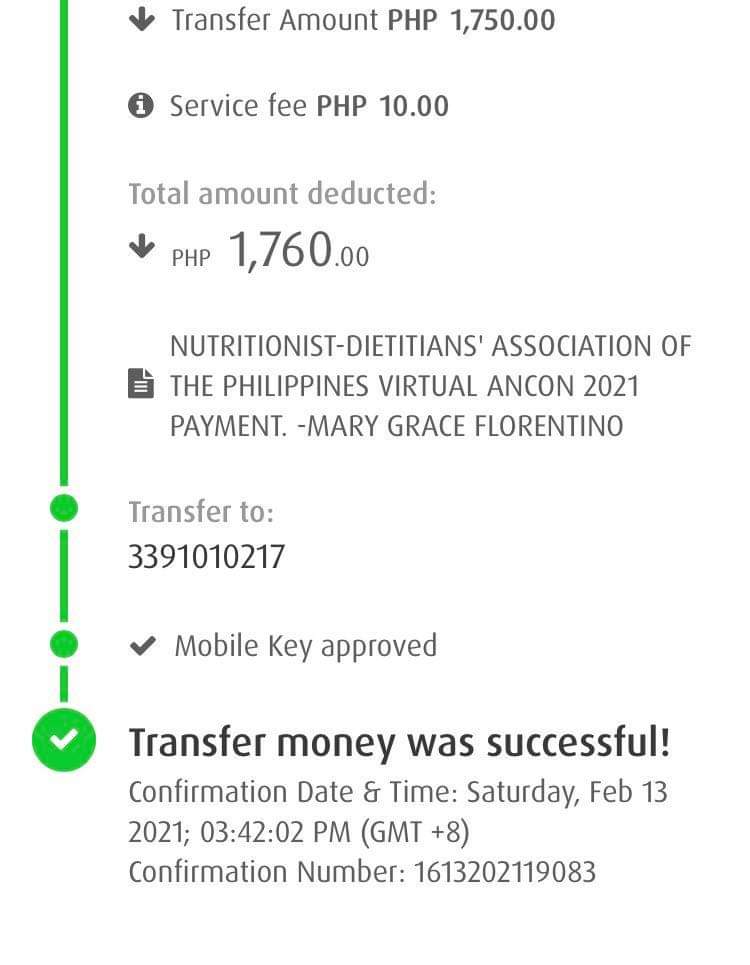 Transfer Amount PHP 1,750.00
Service fee PHP 10.00
Total amount deducted:
PHP 1,760.00
NUTRITIONIST-DIETITIANS' ASSOCIATION OF
THE PHILIPPINES VIRTUAL ANCON 2021
PAYMENT. -MARY GRACE FLORENTINO
Transfer to:
3391010217
Mobile Key approved
Transfer money was successful!
Confirmation Date & Time: Saturday, Feb 13
2021; 03:42:02 PM (GMT +8)
Confirmation Number: 1613202119083